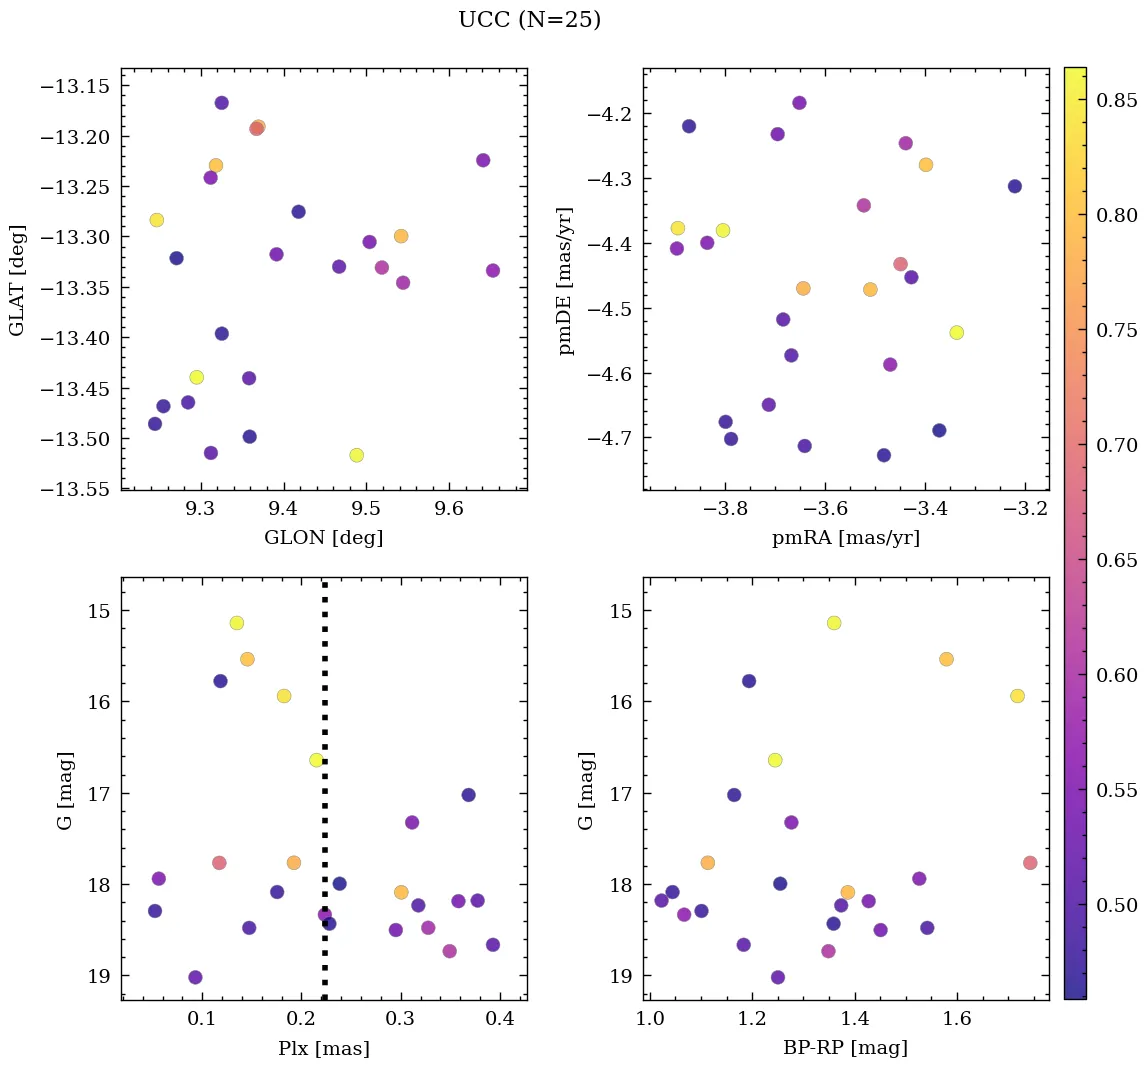 UCC (N=25)
−13.15
−13.20
−13.25
−13.30
−13.35
−13.40
−13.45
−13.50
−13.55
GLAT [deg]
9.3 9.4 9.5 9.6
GLON [deg]
−4.2
−4.3
−4.4
−4.5
−4.6
−4.7
pmDE [mas/yr]
−3.8 −3.6 −3.4 −3.2
pmRA [mas/yr]
15
16
17
18
19
G [mag]
0.1 0.2 0.3 0.4
Plx [mas]
15
16
17
18
19
G [mag]
1.0 1.2 1.4 1.6
BP-RP [mag]
0.85
0.80
0.75
0.70
0.65
0.60
0.55
0.50